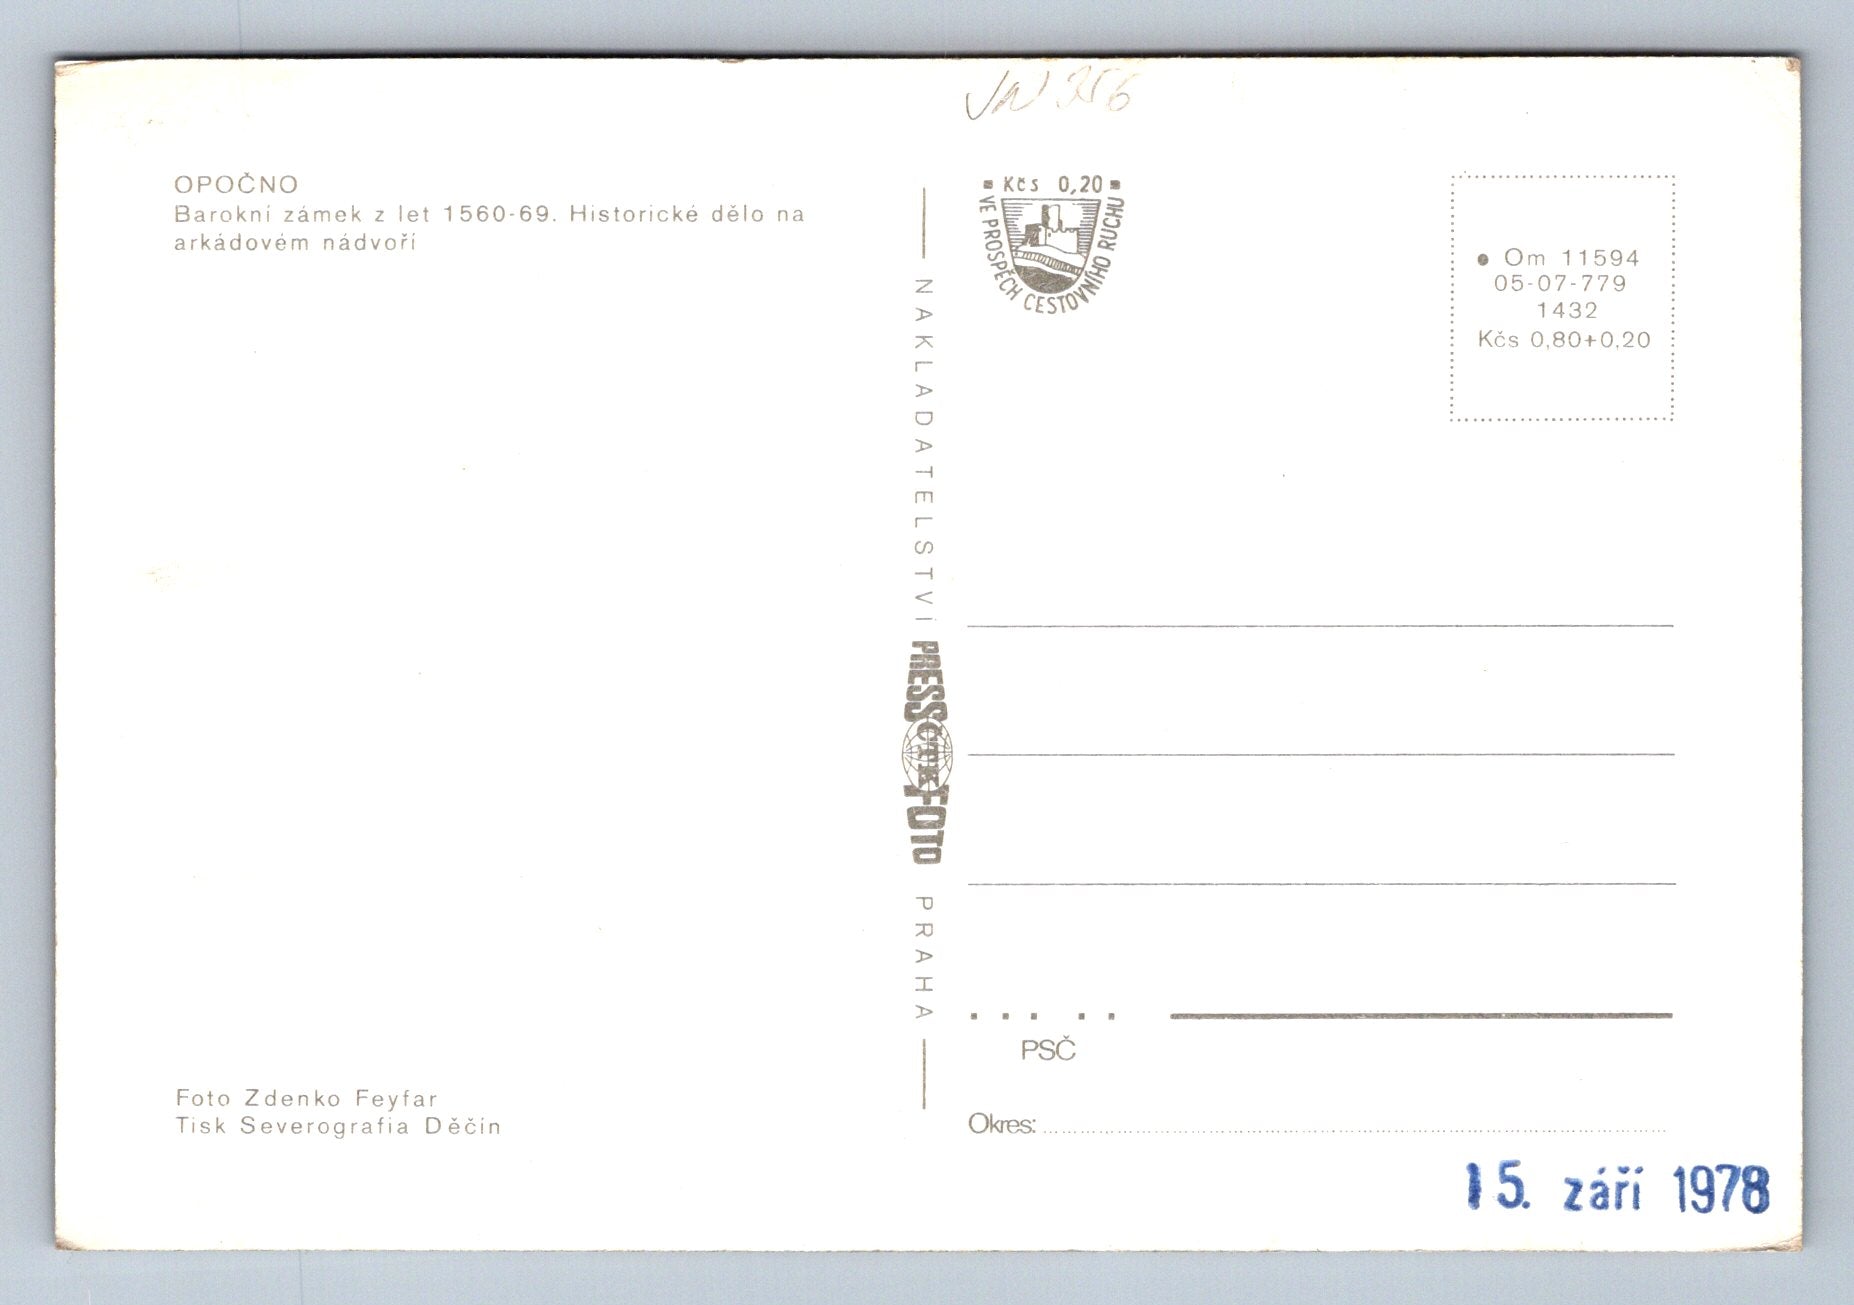 OPOČNO
Barokní zámek z let 1560-69. Historické dělo na
arkádovém nádvoří
Foto Zdenko Feyfar
Tisk Severografia Děčín
NAKLADATELSTVÍ PRESSFOTO PRAHA
ČTK
Kčs 0,20
VE PROSPĚCH CESTOVNÍHO RUCHU
Om 11594
05-07-779
1432
Kčs 0,80+0,20
PSČ
Okres:
15. září 1978